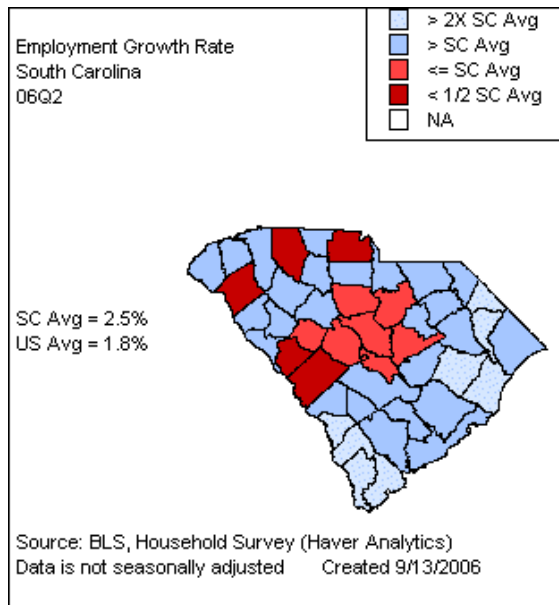 Employment Growth Rate
South Carolina
06Q2
> 2X SC Avg
> SC Avg
<= SC Avg
< 1/2 SC Avg
NA
SC Avg = 2.5%
US Avg = 1.8%
Source: BLS, Household Survey (Haver Analytics)
Data is not seasonally adjusted Created 9/13/2006